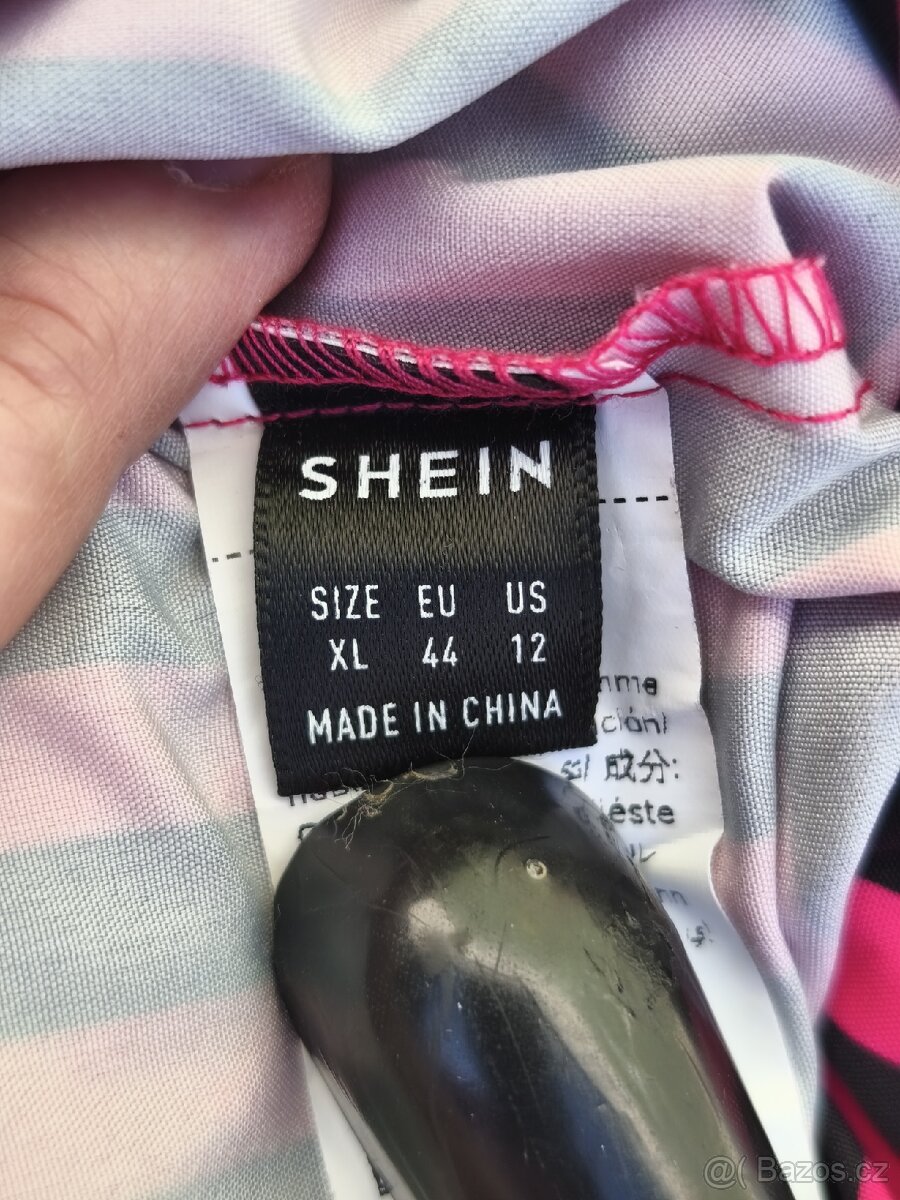 SHEIN
SIZE EU US
XL 44 12
MADE IN CHINA
成分:
@( Bazos.cz